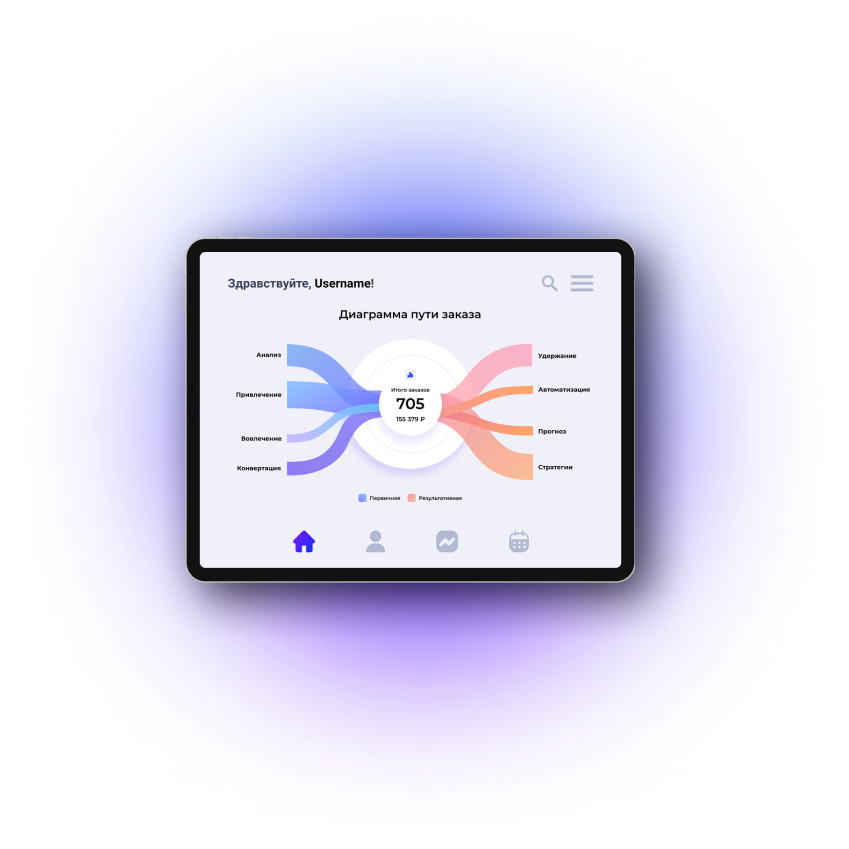 Здравствуйте, Username!
Диаграмма пути заказа
Анализ
Привлечение
Вовлечение
Конвертация
Итого заказов
705
155 379 ₽
Удержание
Автоматизация
Прогноз
Стратегии
Первичная
Результативная